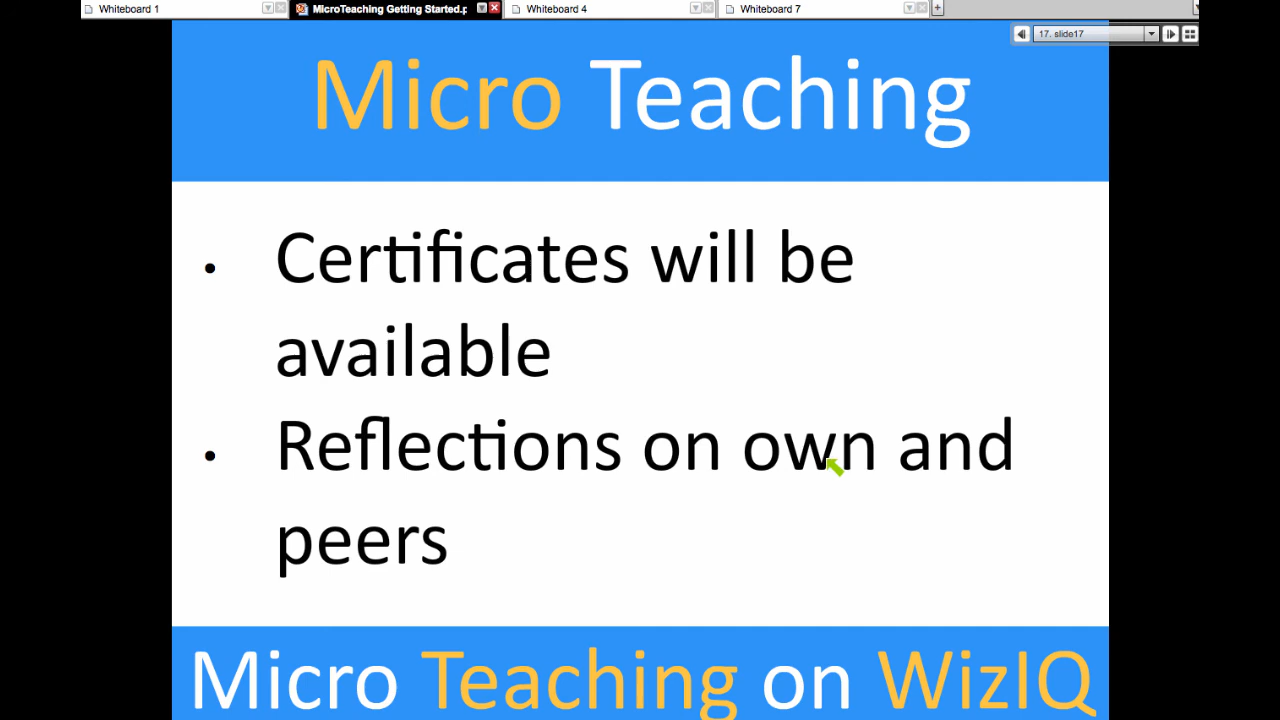 Whiteboard 1
MicroTeaching Getting Started.p
Whiteboard 4
Whiteboard 7
17. slide17
Micro Teaching
• Certificates will be
available
• Reflections on own and
peers
Micro Teaching on WizIQ